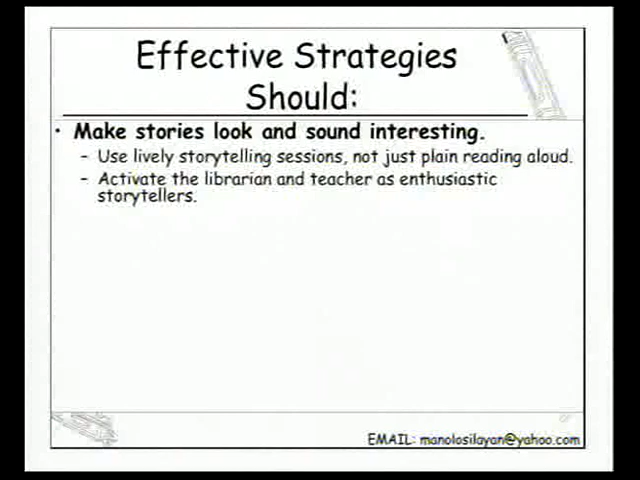 Effective Strategies
Should:
• Make stories look and sound interesting.
– Use lively storytelling sessions, not just plain reading aloud.
– Activate the librarian and teacher as enthusiastic
storytellers.
EMAIL: manolosilayan@yahoo.com